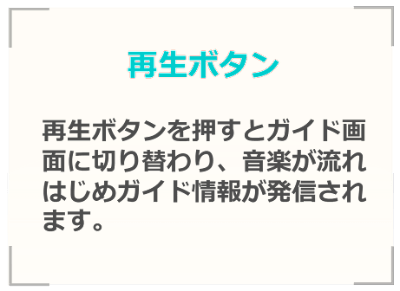 再生ボタン
再生ボタンを押すとガイド画
面に切り替わり、音楽が流れ
はじめガイド情報が発信され
ます。